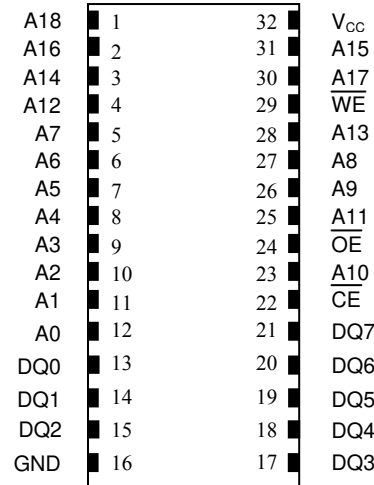 A18 1 32 VCC
A16 2 31 A15
A14 3 30 A17
A12 4 29 W̅E̅
A7 5 28 A13
A6 6 27 A8
A5 7 26 A9
A4 8 25 A11
A3 9 24 O̅E̅
A2 10 23 A10
A1 11 22 C̅E̅
A0 12 21 DQ7
DQ0 13 20 DQ6
DQ1 14 19 DQ5
DQ2 15 18 DQ4
GND 16 17 DQ3